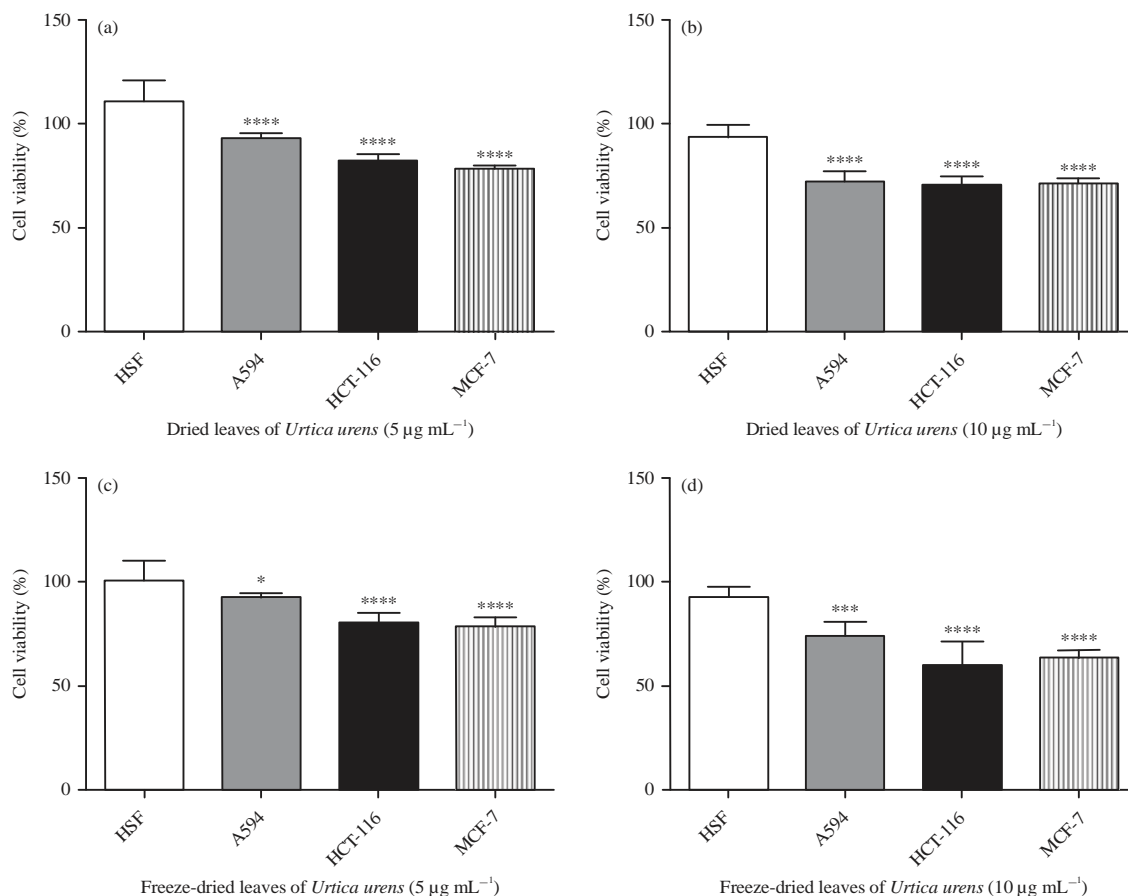 (a)
150
100
50
0
Cell viability (%)
****
****
****
HSF
A594
HCT-116
MCF-7
Dried leaves of Urtica urens (5 µg mL⁻¹)
(b)
150
100
50
0
Cell viability (%)
****
****
****
HSF
A594
HCT-116
MCF-7
Dried leaves of Urtica urens (10 µg mL⁻¹)
(c)
150
100
50
0
Cell viability (%)
*
****
****
HSF
A594
HCT-116
MCF-7
Freeze-dried leaves of Urtica urens (5 µg mL⁻¹)
(d)
150
100
50
0
Cell viability (%)
***
****
****
HSF
A594
HCT-116
MCF-7
Freeze-dried leaves of Urtica urens (10 µg mL⁻¹)